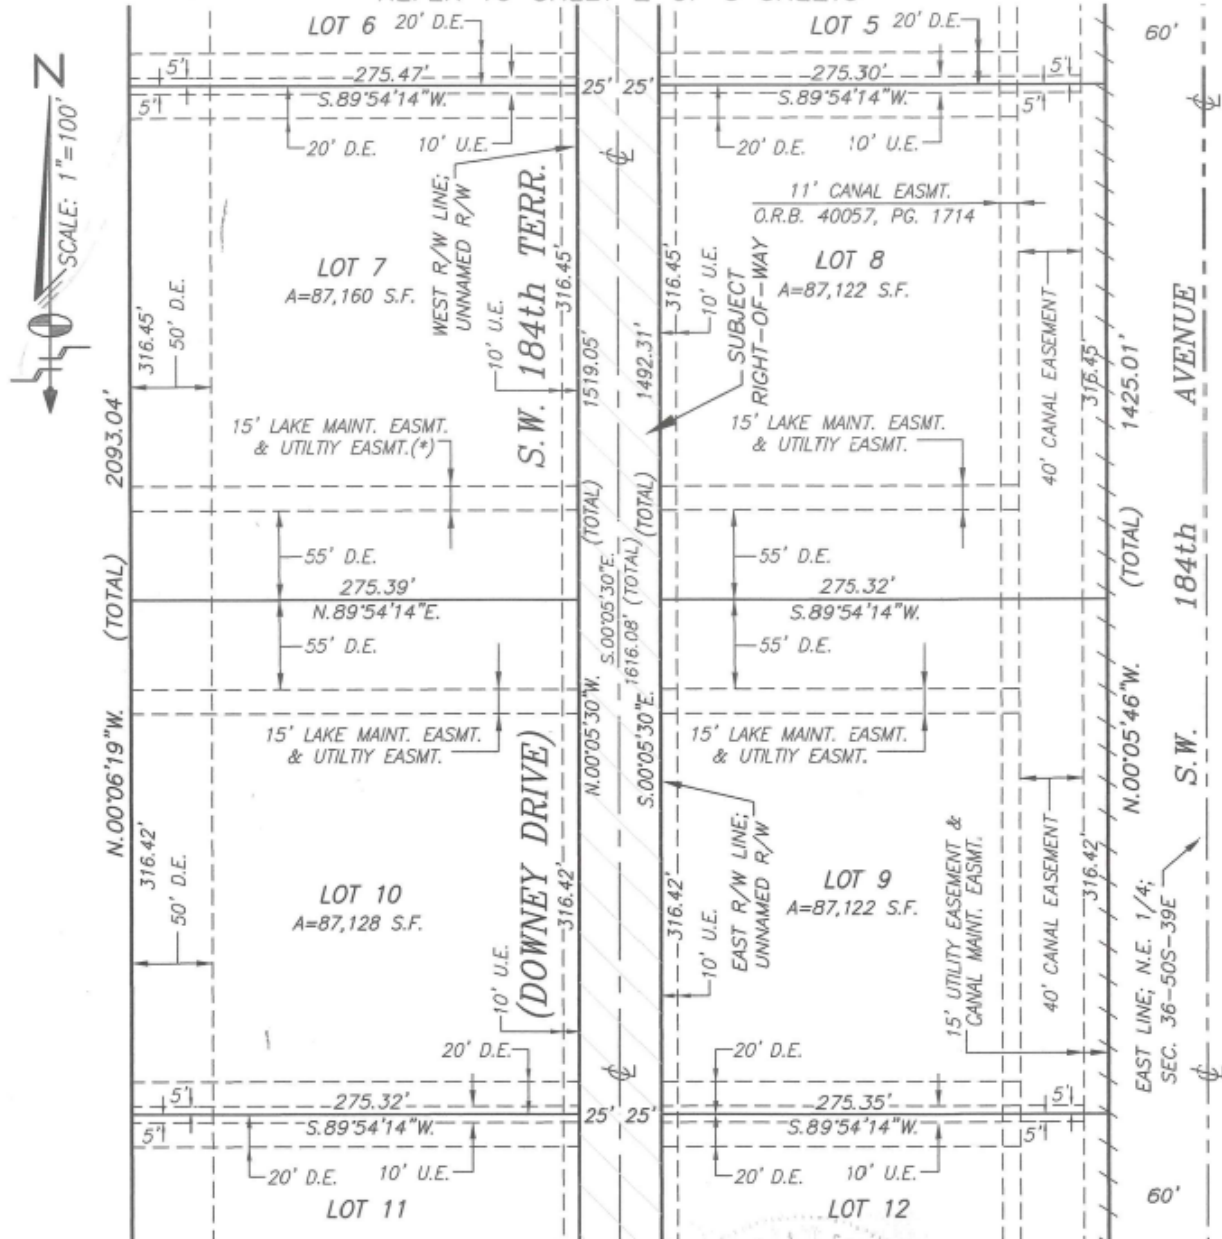 LOT 6 20' D.E.
LOT 5 20' D.E.
60'
5'
275.47'
S.89°54'14"W.
5'
20' D.E.
10' U.E.
25' 25'
5'
275.30'
S.89°54'14"W.
5'
20' D.E.
10' U.E.
N
SCALE: 1"=100'
WEST R/W LINE;
UNNAMED R/W
S.W. 184th TERR.
11' CANAL EASMT.
O.R.B. 40057, PG. 1714
LOT 7
A=87,160 S.F.
LOT 8
A=87,122 S.F.
316.45'
50' D.E.
10' U.E.
316.45'
1519.05'
1492.31'
316.45'
10' U.E.
SUBJECT
RIGHT-OF-WAY
40' CANAL EASEMENT
316.45'
1425.01'
AVENUE
2093.04'
15' LAKE MAINT. EASMT.
& UTILTIY EASMT.(*)
15' LAKE MAINT. EASMT.
& UTILTIY EASMT.
(TOTAL)
(TOTAL)
(TOTAL)
(TOTAL)
184th
55' D.E.
275.39'
N.89°54'14"E.
55' D.E.
S.00°05'30"E.
1616.08' (TOTAL)
55' D.E.
275.32'
S.89°54'14"W.
55' D.E.
15' LAKE MAINT. EASMT.
& UTILTIY EASMT.
15' LAKE MAINT. EASMT.
& UTILTIY EASMT.
N.00°06'19"W.
N.00°05'30"W.
S.00°05'30"E.
N.00°05'46"W.
S.W.
(DOWNEY DRIVE)
316.42'
50' D.E.
LOT 10
A=87,128 S.F.
10' U.E.
316.42'
316.42'
10' U.E.
EAST R/W LINE;
UNNAMED R/W
LOT 9
A=87,122 S.F.
15' UTILITY EASEMENT &
CANAL MAINT. EASMT.
40' CANAL EASEMENT
316.42'
EAST LINE; N.E. 1/4;
SEC. 36-50S-39E
20' D.E.
20' D.E.
5'
275.32'
S.89°54'14"W.
5'
25' 25'
5'
275.35'
S.89°54'14"W.
5'
20' D.E. 10' U.E.
20' D.E. 10' U.E.
LOT 11
LOT 12
60'